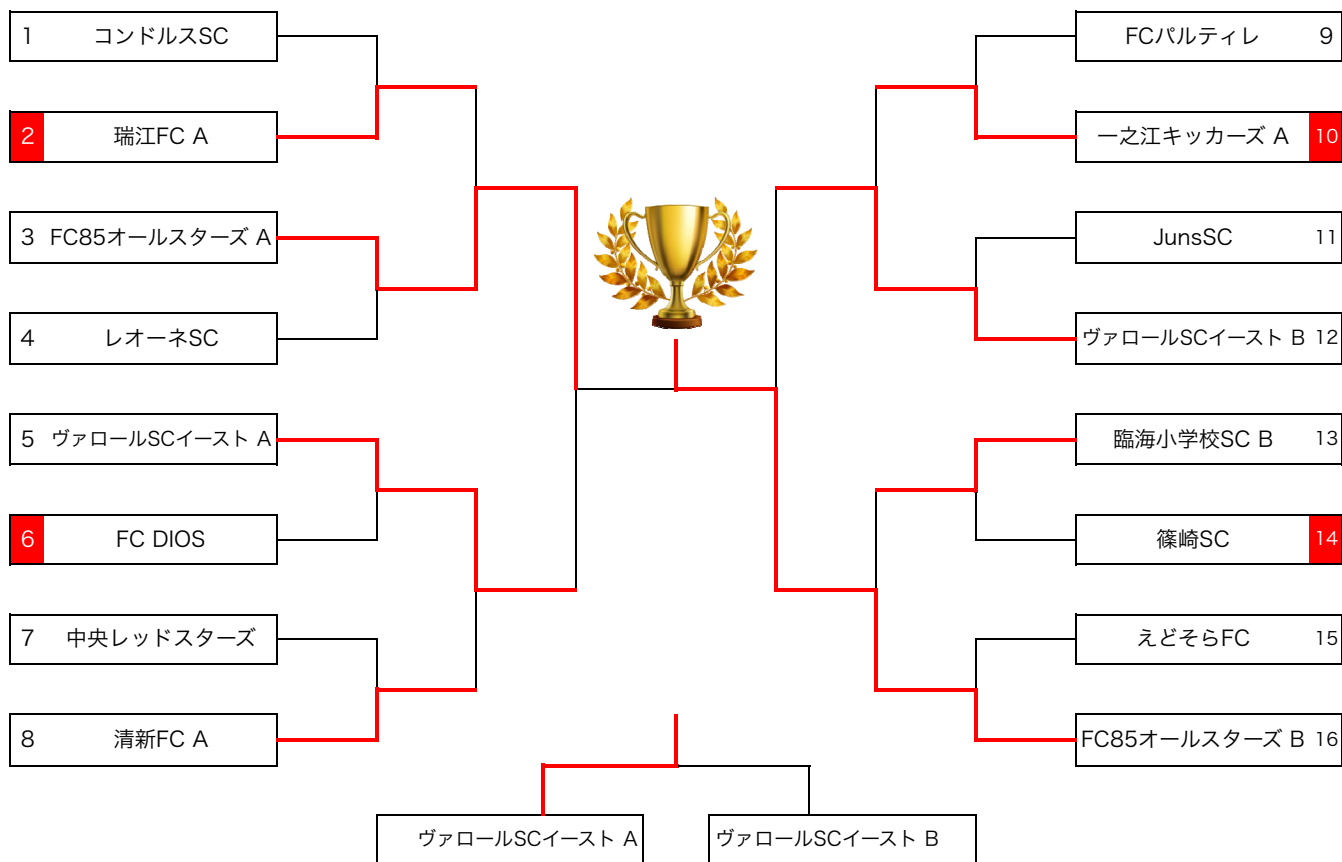 1 コンドルスSC
2 瑞江FC A
3 FC85オールスターズ A
4 レオーネSC
5 ヴァロールSCイースト A
6 FC DIOS
7 中央レッドスターズ
8 清新FC A
FCパルティレ 9
一之江キッカーズ A 10
JunsSC 11
ヴァロールSCイースト B 12
臨海小学校SC B 13
篠崎SC 14
えどそらFC 15
FC85オールスターズ B 16
ヴァロールSCイースト A
ヴァロールSCイースト B